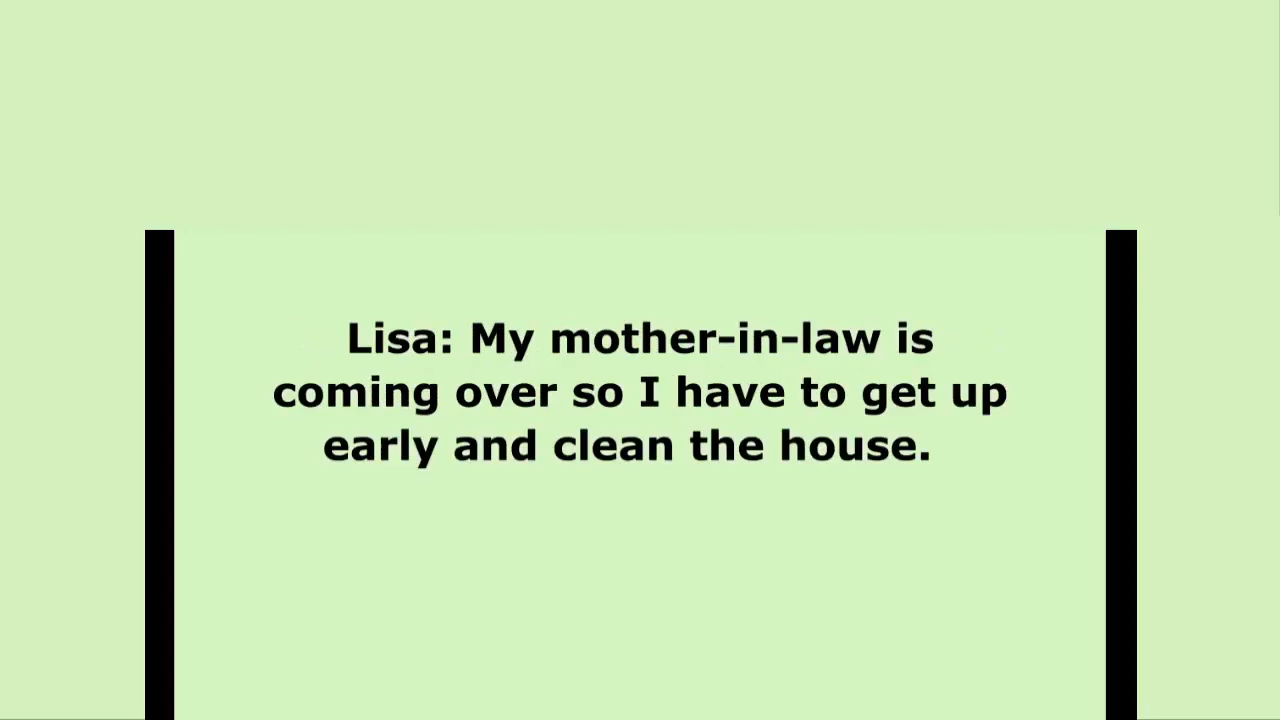 Lisa: My mother-in-law is
coming over so I have to get up
early and clean the house.